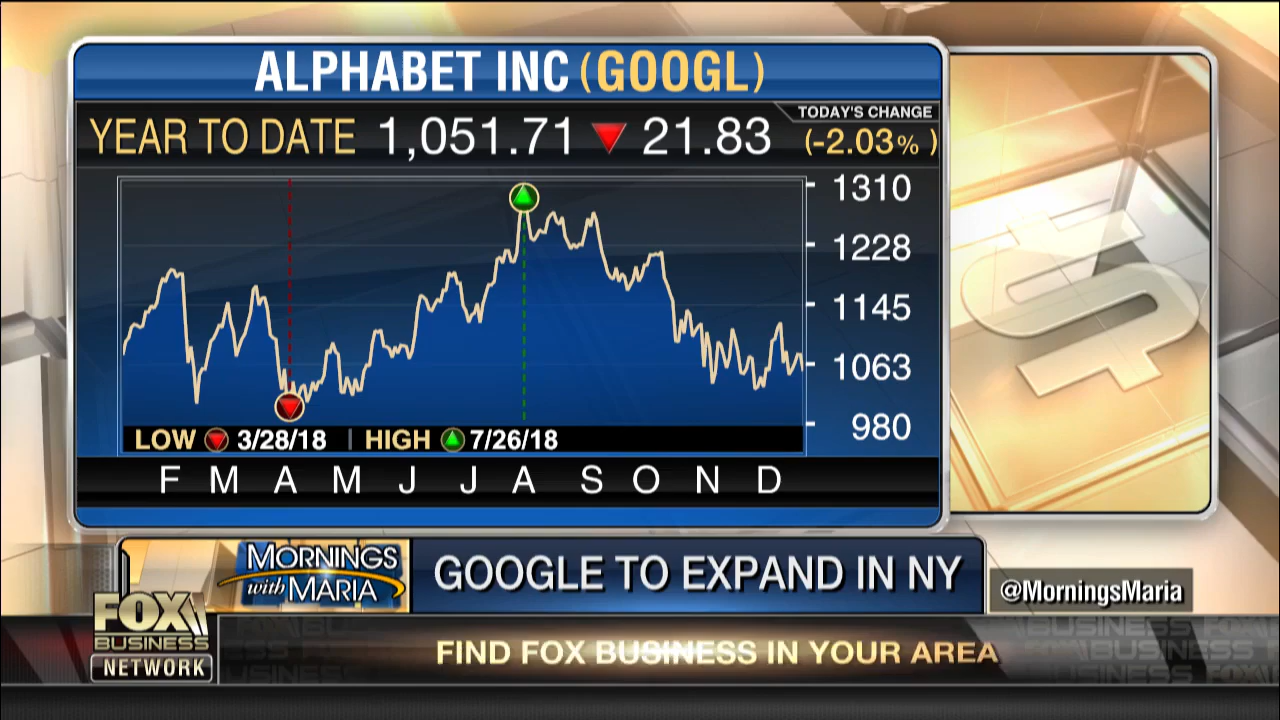 ALPHABET INC (GOOGL)
TODAY'S CHANGE
YEAR TO DATE 1,051.71 ▼ 21.83 (-2.03%)
1310
1228
1145
1063
980
LOW ▼ 3/28/18 | HIGH ▲ 7/26/18
F M A M J J A S O N D
MORNINGS
with MARIA
GOOGLE TO EXPAND IN NY
@MorningsMaria
FOX
BUSINESS
NETWORK
FIND FOX BUSINESS IN YOUR AREA